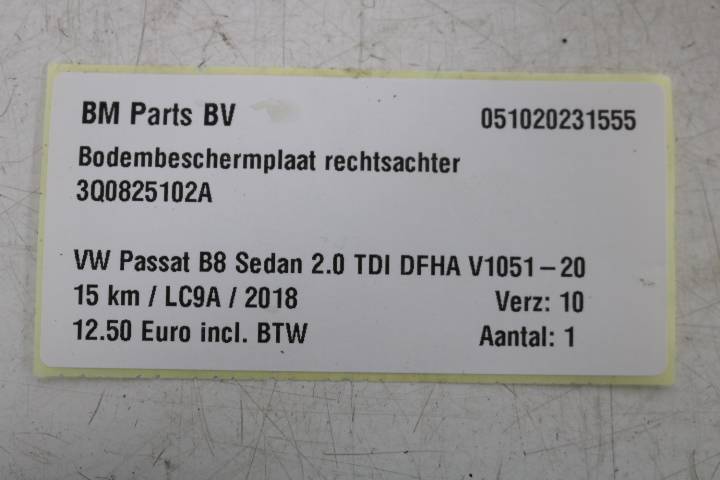 BM Parts BV 051020231555
Bodembeschermplaat rechtsachter
3Q0825102A
VW Passat B8 Sedan 2.0 TDI DFHA V1051-20
15 km / LC9A / 2018 Verz: 10
12.50 Euro incl. BTW Aantal: 1